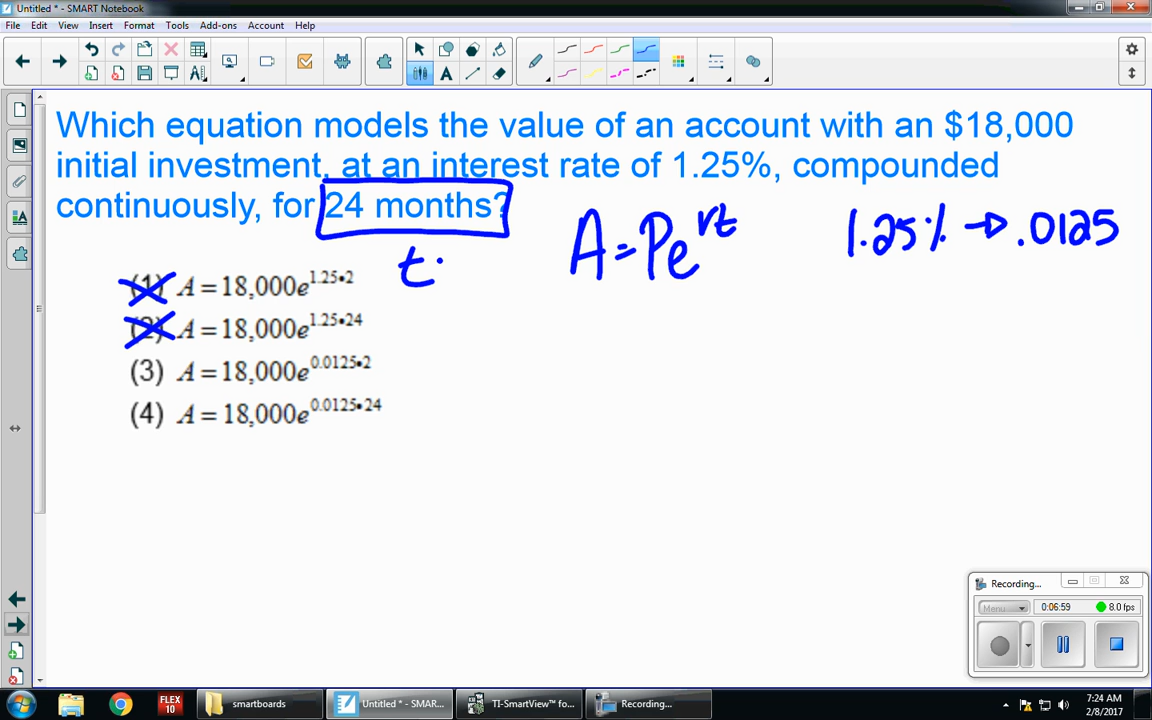 Untitled * - SMART Notebook
File Edit View Insert Format Tools Add-ons Account Help
Which equation models the value of an account with an $18,000
initial investment, at an interest rate of 1.25%, compounded
continuously, for 24 months?
A=Pe^rt
1.25% → .0125
t.
(1) A = 18,000e^1.25•2
(2) A = 18,000e^1.25•24
(3) A = 18,000e^0.0125•2
(4) A = 18,000e^0.0125•24
Recording...
Menu 0:06:59 8.0 fps
FLEX 10
smartboards
Untitled * - SMAR...
TI-SmartView™ fo...
Recording...
7:24 AM
2/8/2017